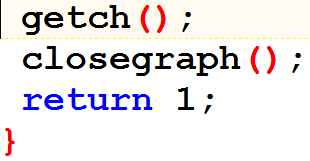 getch();
closegraph();
return 1;
}